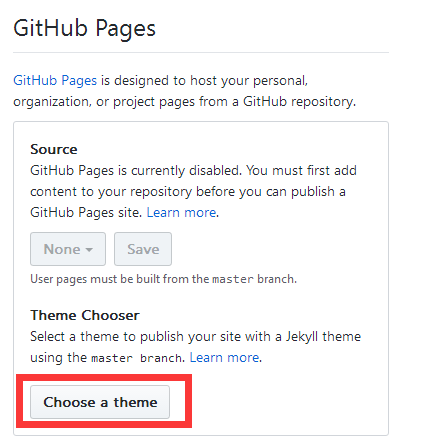 GitHub Pages
GitHub Pages is designed to host your personal,
organization, or project pages from a GitHub repository.
Source
GitHub Pages is currently disabled. You must first add
content to your repository before you can publish a
GitHub Pages site. Learn more.
None Save
User pages must be built from the master branch.
Theme Chooser
Select a theme to publish your site with a Jekyll theme
using the master branch. Learn more.
Choose a theme